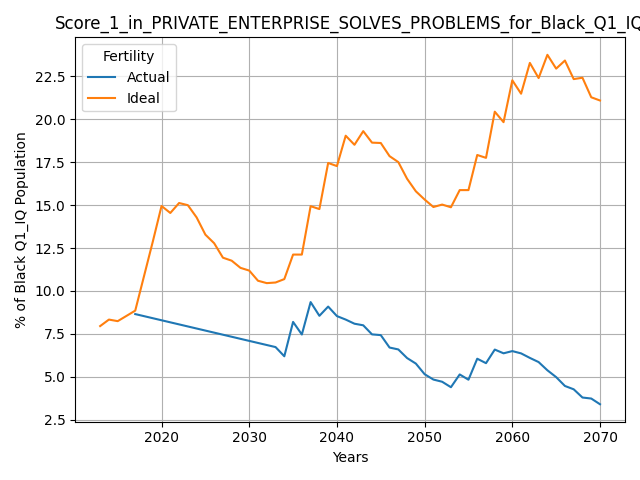 Score_1_in_PRIVATE_ENTERPRISE_SOLVES_PROBLEMS_for_Black_Q1_IQ
Fertility
Actual
Ideal
% of Black Q1_IQ Population
22.5
20.0
17.5
15.0
12.5
10.0
7.5
5.0
2.5
2020 2030 2040 2050 2060 2070
Years